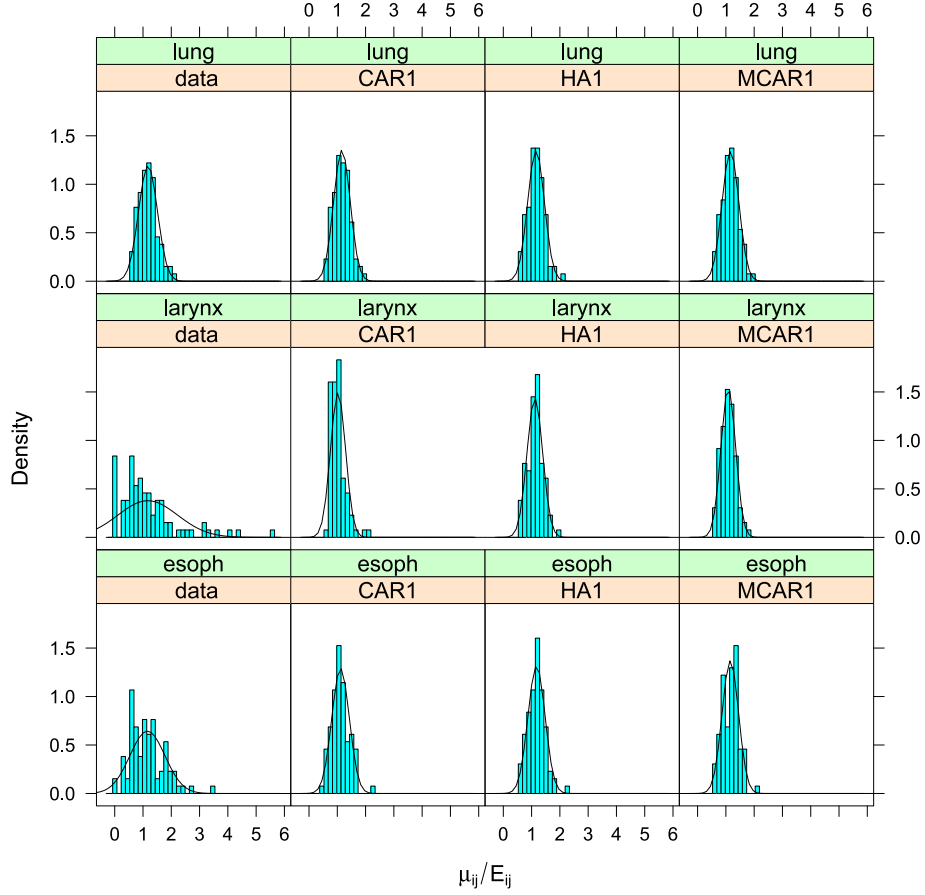 0 1 2 3 4 5 6 0 1 2 3 4 5 6
lung lung lung lung
data CAR1 HA1 MCAR1
1.5
1.0
0.5
0.0
larynx larynx larynx larynx
data CAR1 HA1 MCAR1
1.5
1.0
0.5
0.0
Density
esoph esoph esoph esoph
data CAR1 HA1 MCAR1
1.5
1.0
0.5
0.0
0 1 2 3 4 5 6 0 1 2 3 4 5 6
μij/Eij